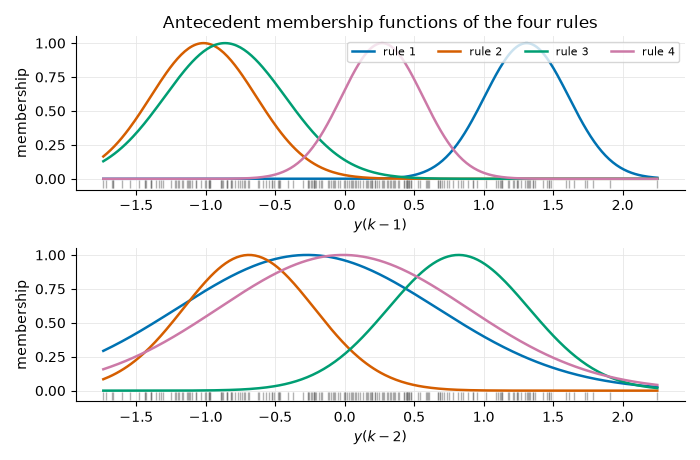 Antecedent membership functions of the four rules
1.00
0.75
0.50
0.25
0.00
membership
rule 1 rule 2 rule 3 rule 4
−1.5 −1.0 −0.5 0.0 0.5 1.0 1.5 2.0
y(k − 1)
1.00
0.75
0.50
0.25
0.00
membership
−1.5 −1.0 −0.5 0.0 0.5 1.0 1.5 2.0
y(k − 2)